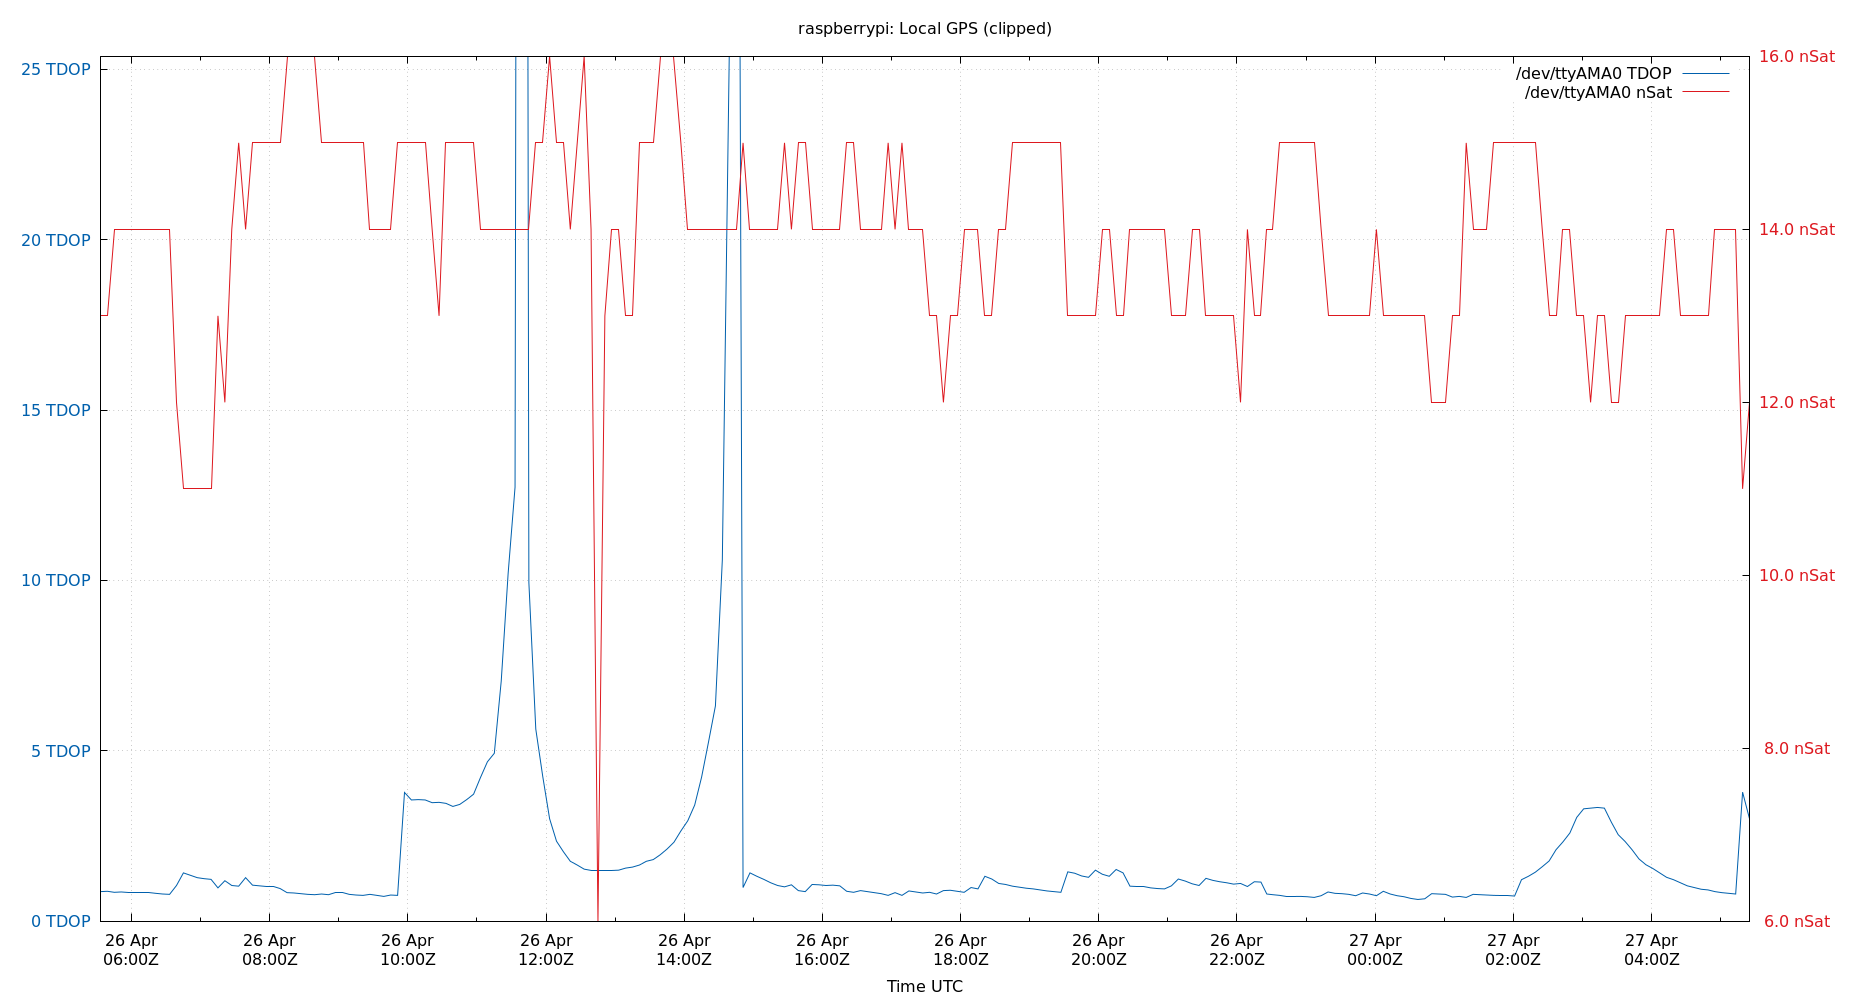 raspberrypi: Local GPS (clipped)
25 TDOP
20 TDOP
15 TDOP
10 TDOP
5 TDOP
0 TDOP
16.0 nSat
14.0 nSat
12.0 nSat
10.0 nSat
8.0 nSat
6.0 nSat
/dev/ttyAMA0 TDOP
/dev/ttyAMA0 nSat
26 Apr
06:00Z
26 Apr
08:00Z
26 Apr
10:00Z
26 Apr
12:00Z
26 Apr
14:00Z
26 Apr
16:00Z
26 Apr
18:00Z
26 Apr
20:00Z
26 Apr
22:00Z
27 Apr
00:00Z
27 Apr
02:00Z
27 Apr
04:00Z
Time UTC